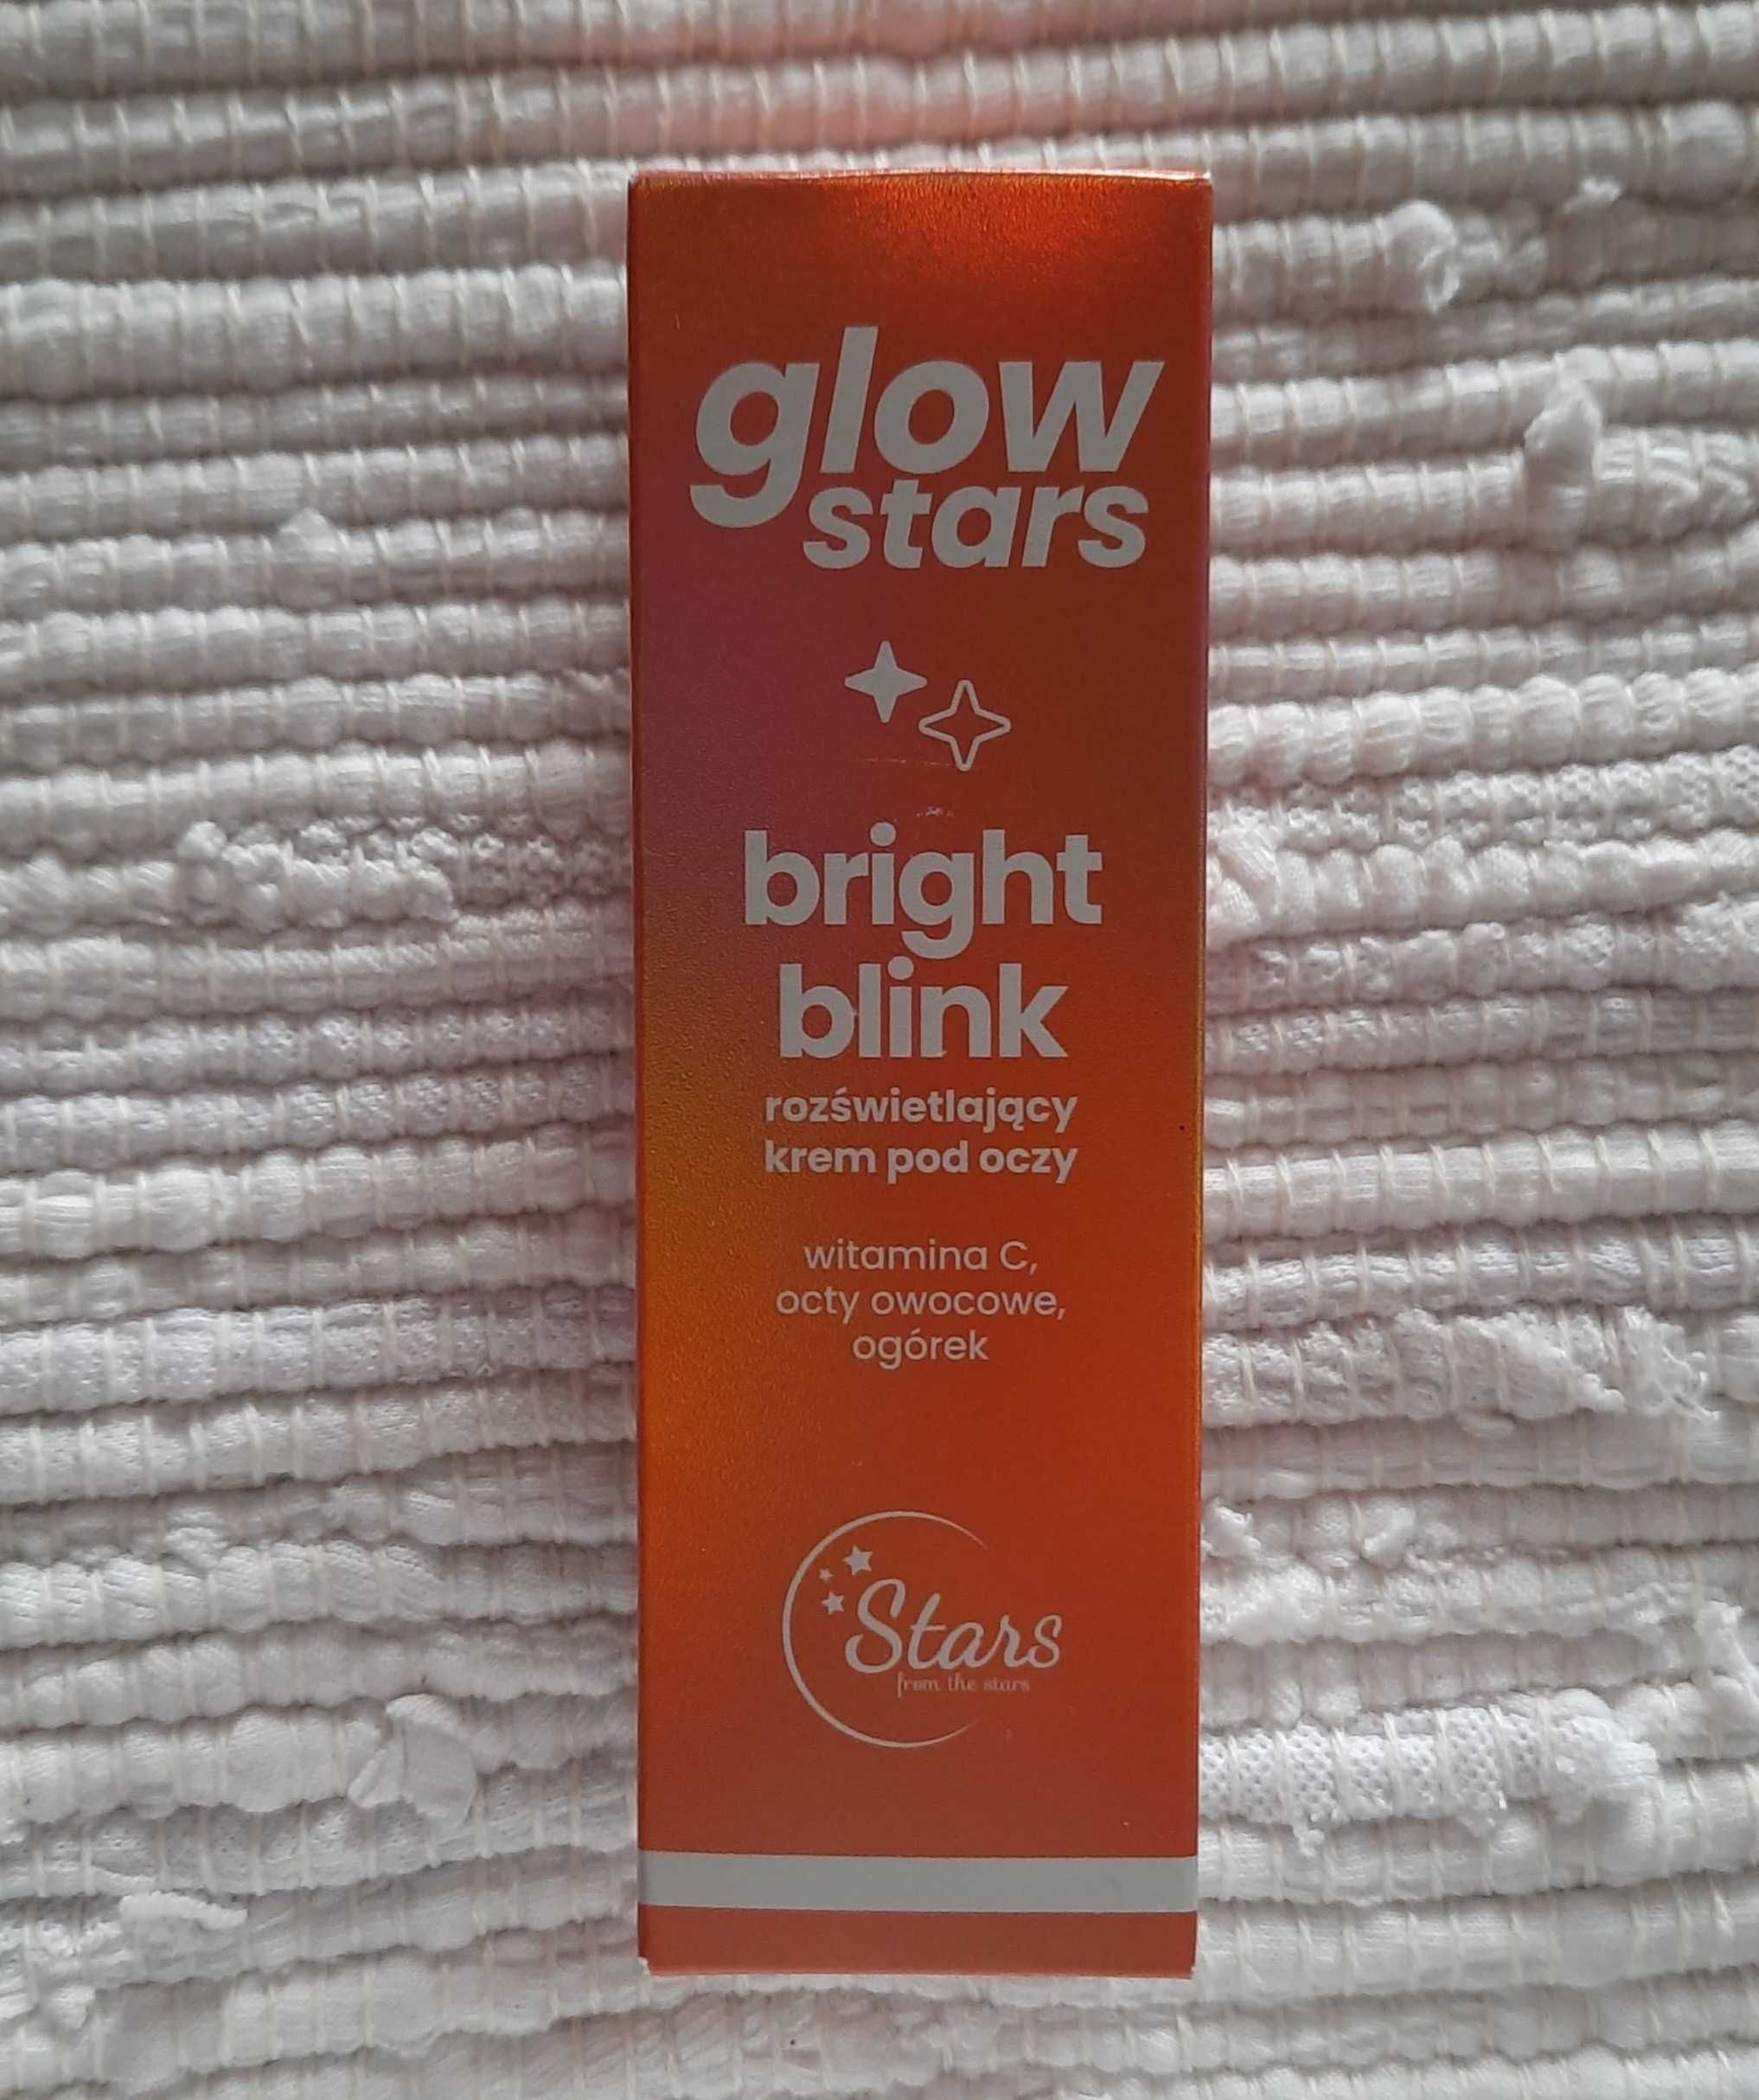 glow
stars
bright
blink
rozświetlający
krem pod oczy
witamina C,
octy owocowe,
ogórek
Stars
from the stars